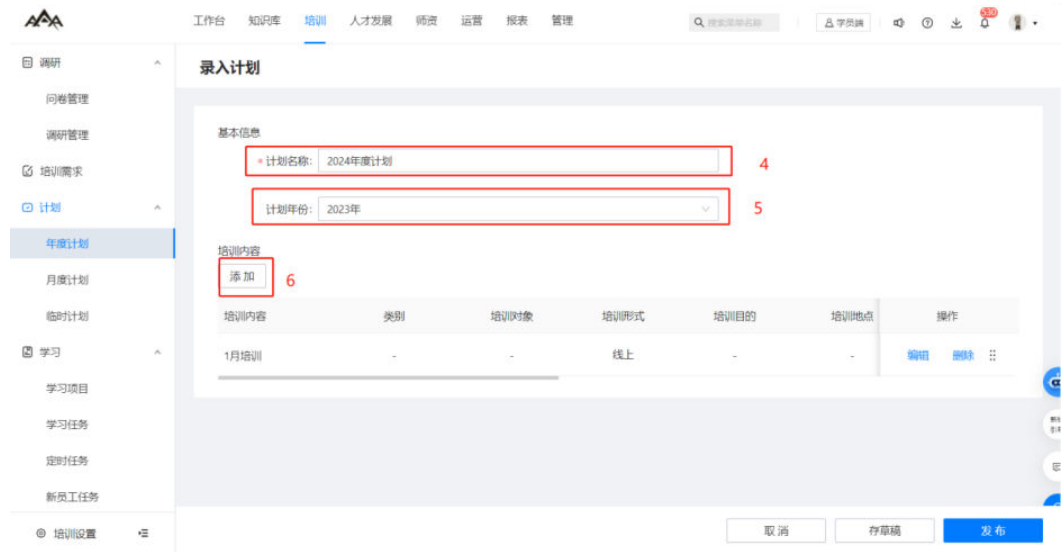 工作台 知识库 培训 人才发展 师资 运营 报表 管理 搜索菜单名称 学员端 530
调研
问卷管理
调研管理
培训需求
计划
年度计划
月度计划
临时计划
学习
学习项目
学习任务
定时任务
新员工任务
培训设置
录入计划
基本信息
* 计划名称: 2024年度计划 4
计划年份: 2023年 5
培训内容
添加 6
培训内容 类别 培训对象 培训形式 培训目的 培训地点 操作
1月培训 - - 线上 - - 编辑 删除
取消 存草稿 发布